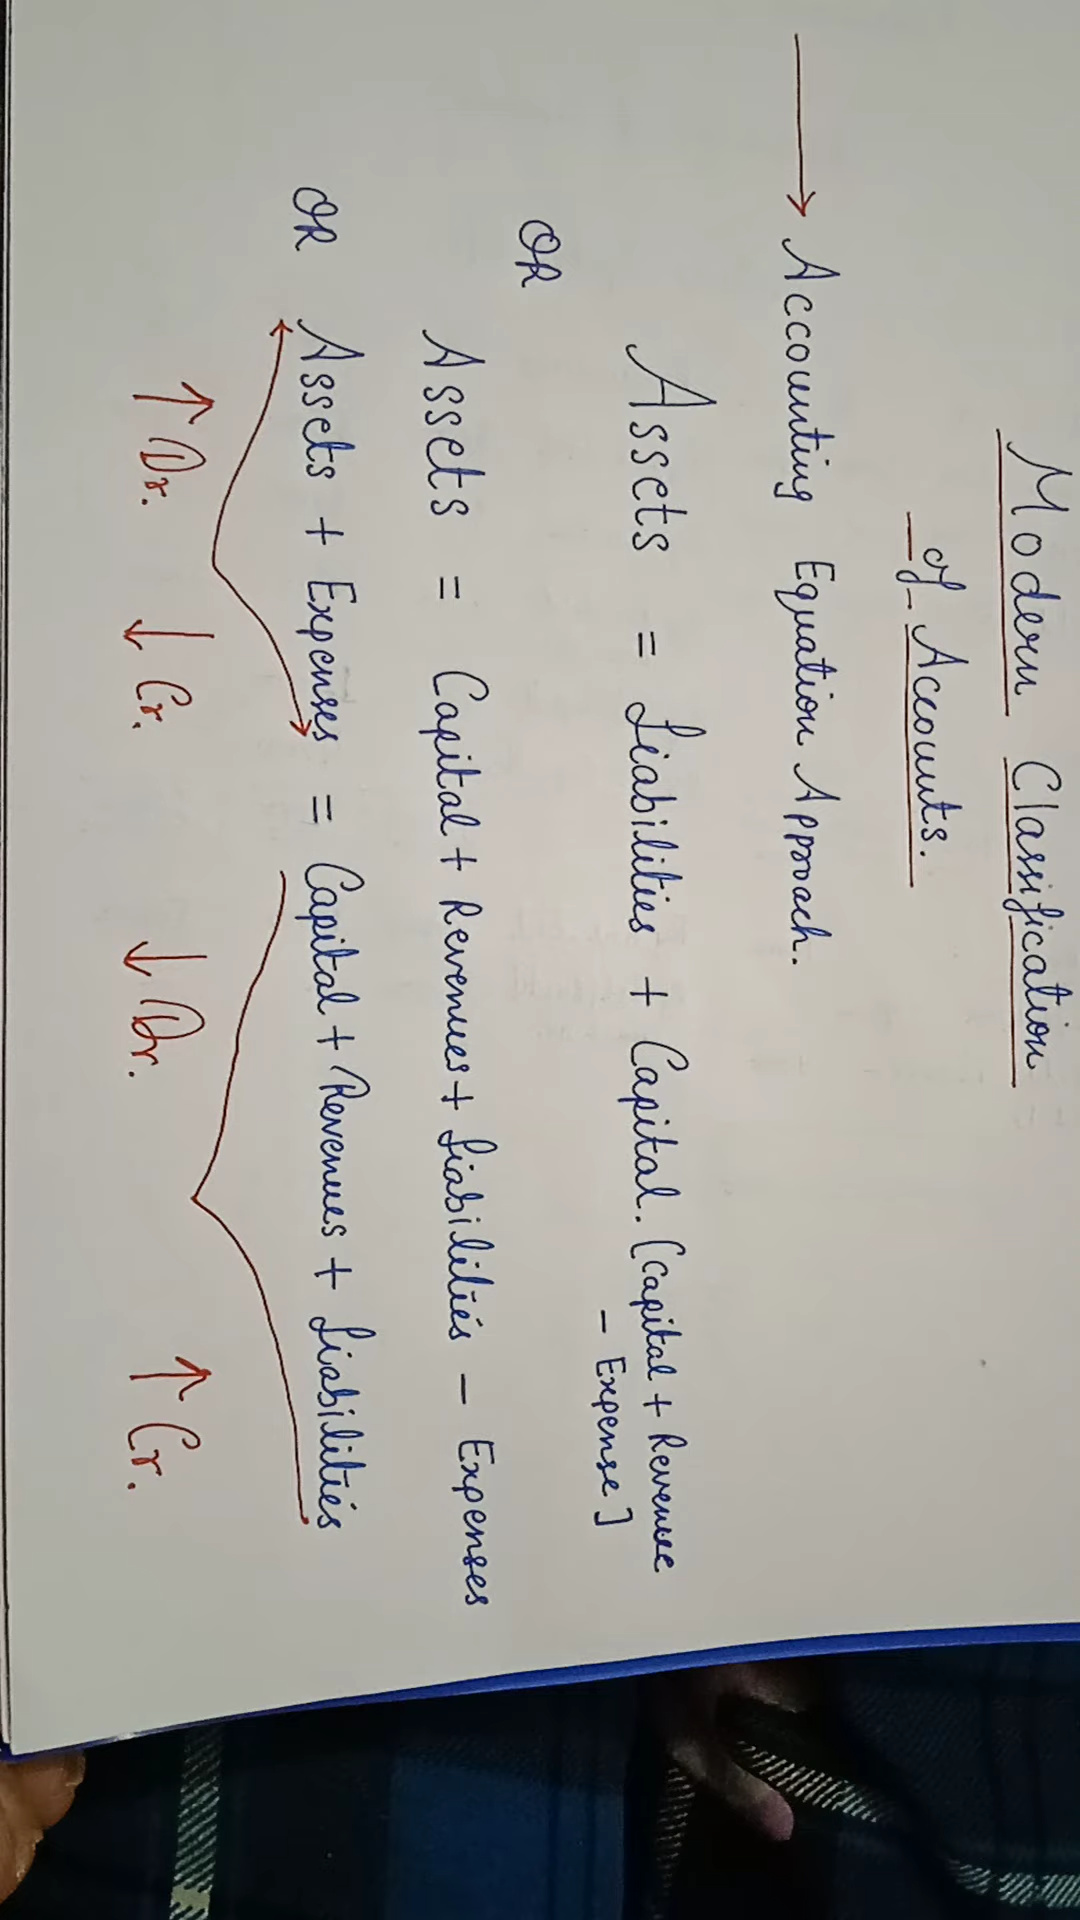 Modern Classification
of Accounts.
→ Accounting Equation Approach.
Assets = Liabilities + Capital. [Capital + Revenue
- Expense]
OR
Assets = Capital + Revenues + Liabilities - Expenses
OR Assets + Expenses = Capital + Revenues + Liabilities
↑ Dr. ↓ Cr. ↓ Dr. ↑ Cr.